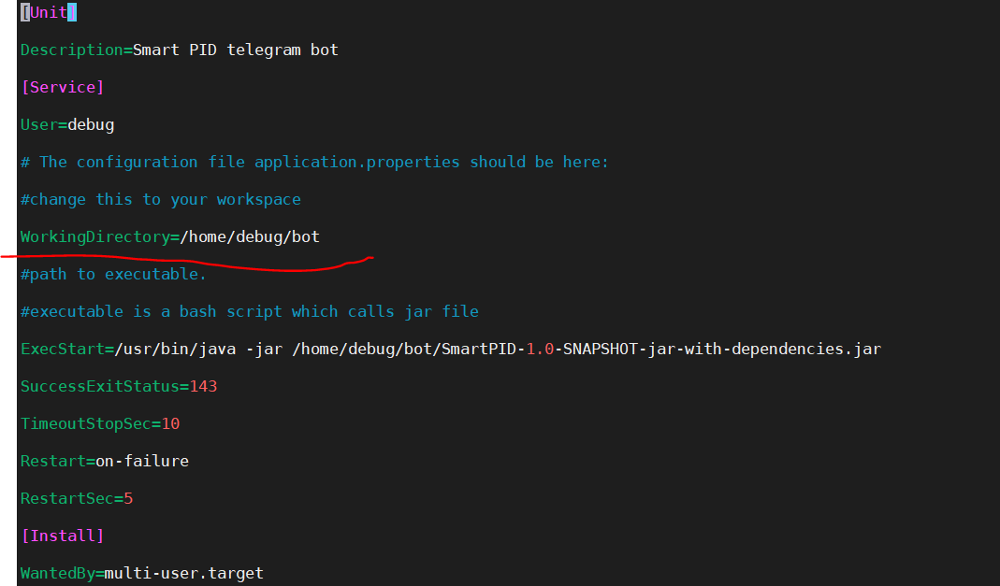 [Unit]
Description=Smart PID telegram bot
[Service]
User=debug
# The configuration file application.properties should be here:
#change this to your workspace
WorkingDirectory=/home/debug/bot
#path to executable.
#executable is a bash script which calls jar file
ExecStart=/usr/bin/java -jar /home/debug/bot/SmartPID-1.0-SNAPSHOT-jar-with-dependencies.jar
SuccessExitStatus=143
TimeoutStopSec=10
Restart=on-failure
RestartSec=5
[Install]
WantedBy=multi-user.target